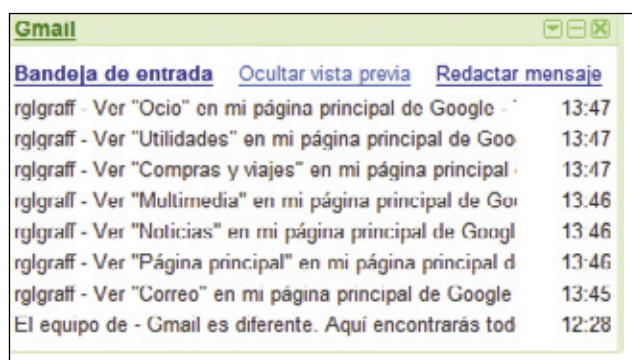 Gmail
Bandeja de entrada Ocultar vista previa Redactar mensaje
rglgraff - Ver "Ocio" en mi página principal de Google - 13:47
rglgraff - Ver "Utilidades" en mi página principal de Goo 13:47
rglgraff - Ver "Compras y viajes" en mi página principal 13:47
rglgraff - Ver "Multimedia" en mi página principal de Go 13:46
rglgraff - Ver "Noticias" en mi página principal de Googl 13:46
rglgraff - Ver "Página principal" en mi página principal d 13:46
rglgraff - Ver "Correo" en mi página principal de Google 13:45
El equipo de - Gmail es diferente. Aquí encontrarás tod 12:28